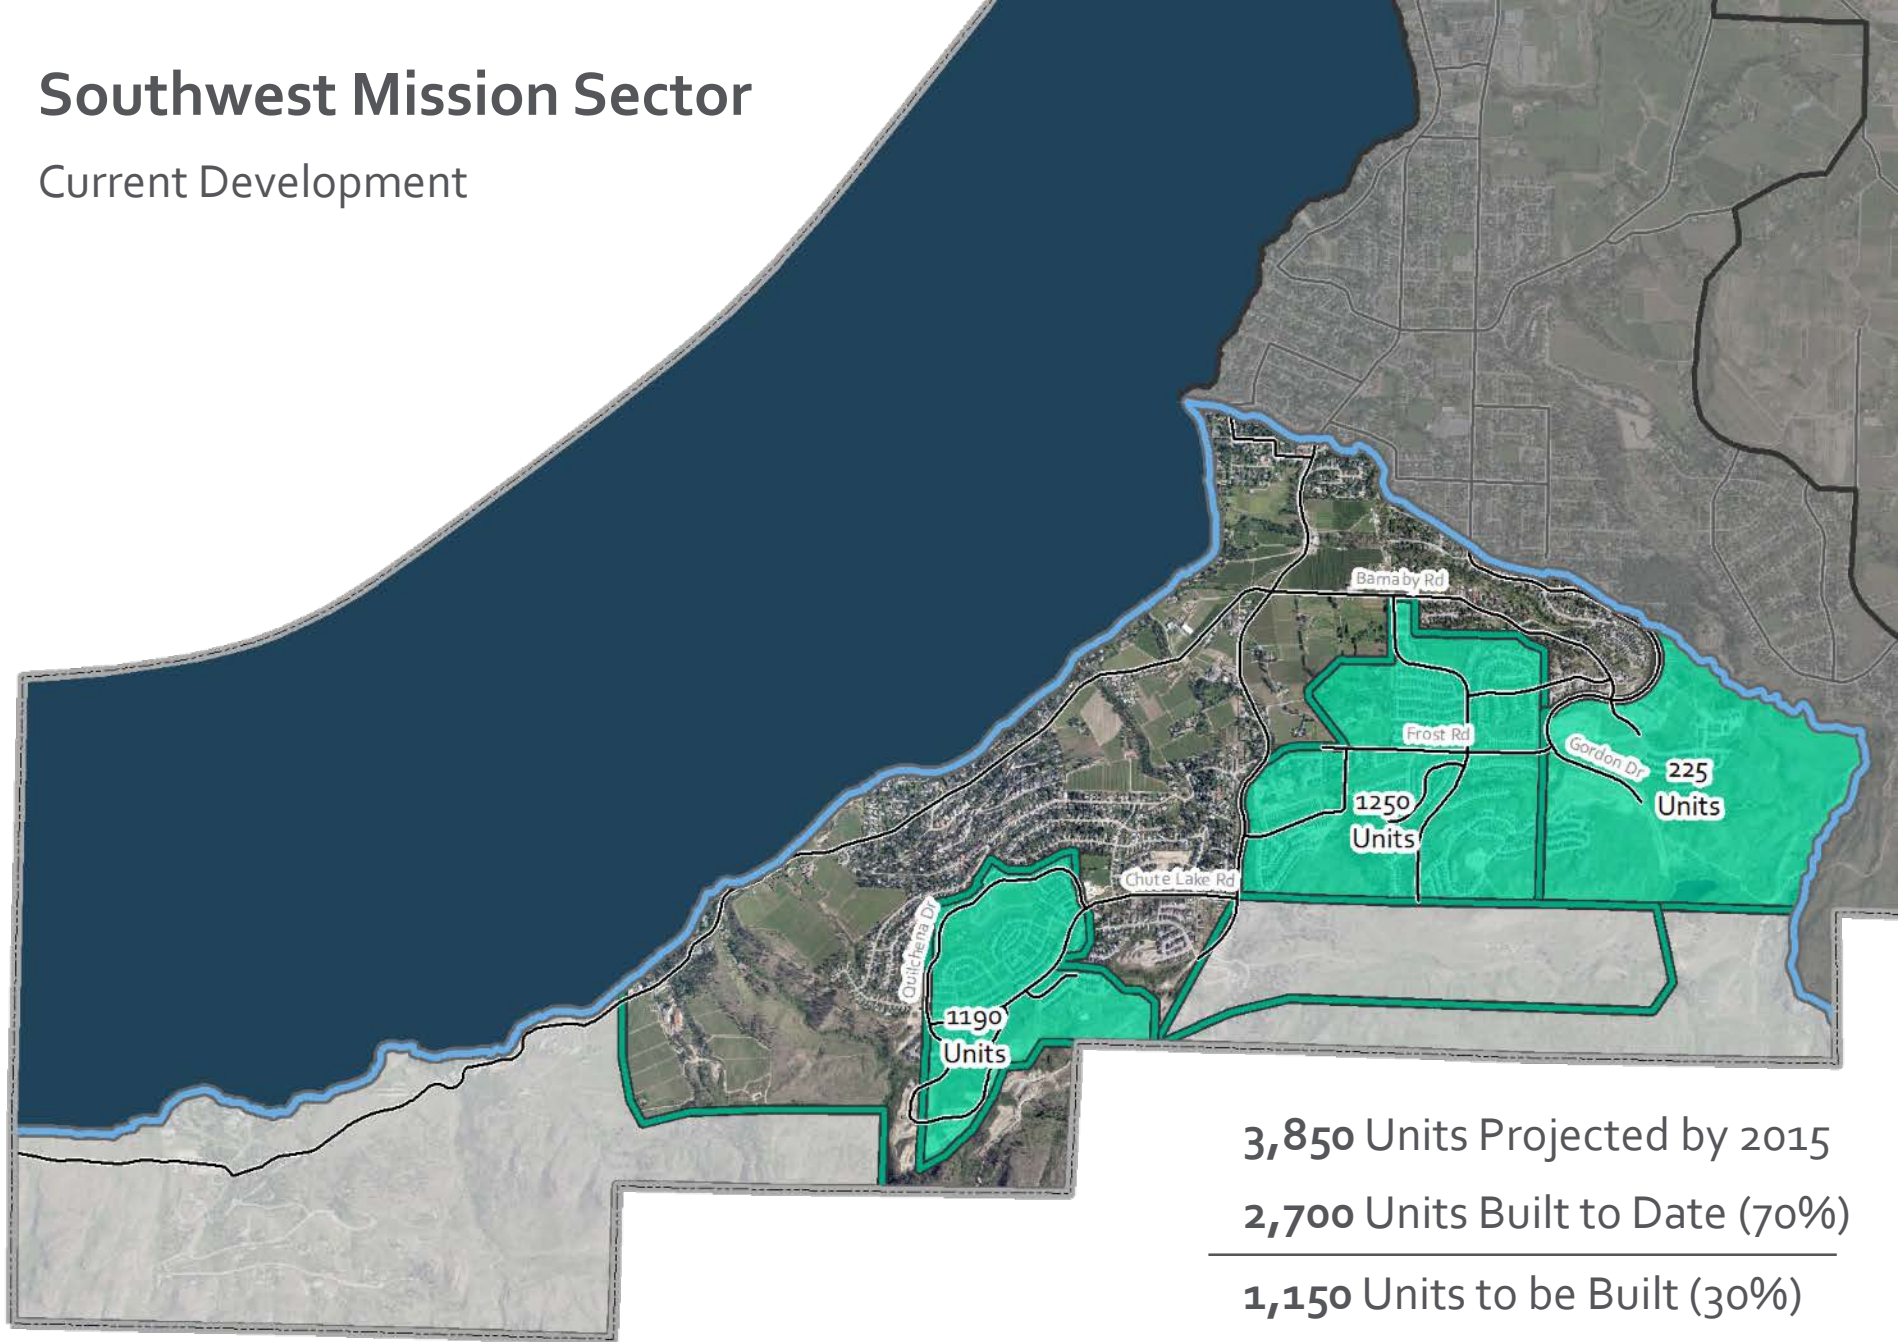 Southwest Mission Sector
Current Development
Barnaby Rd
Frost Rd
Gordon Dr
225
Units
1250
Units
Chute Lake Rd
Quilchena Dr
1190
Units
3,850 Units Projected by 2015
2,700 Units Built to Date (70%)
1,150 Units to be Built (30%)